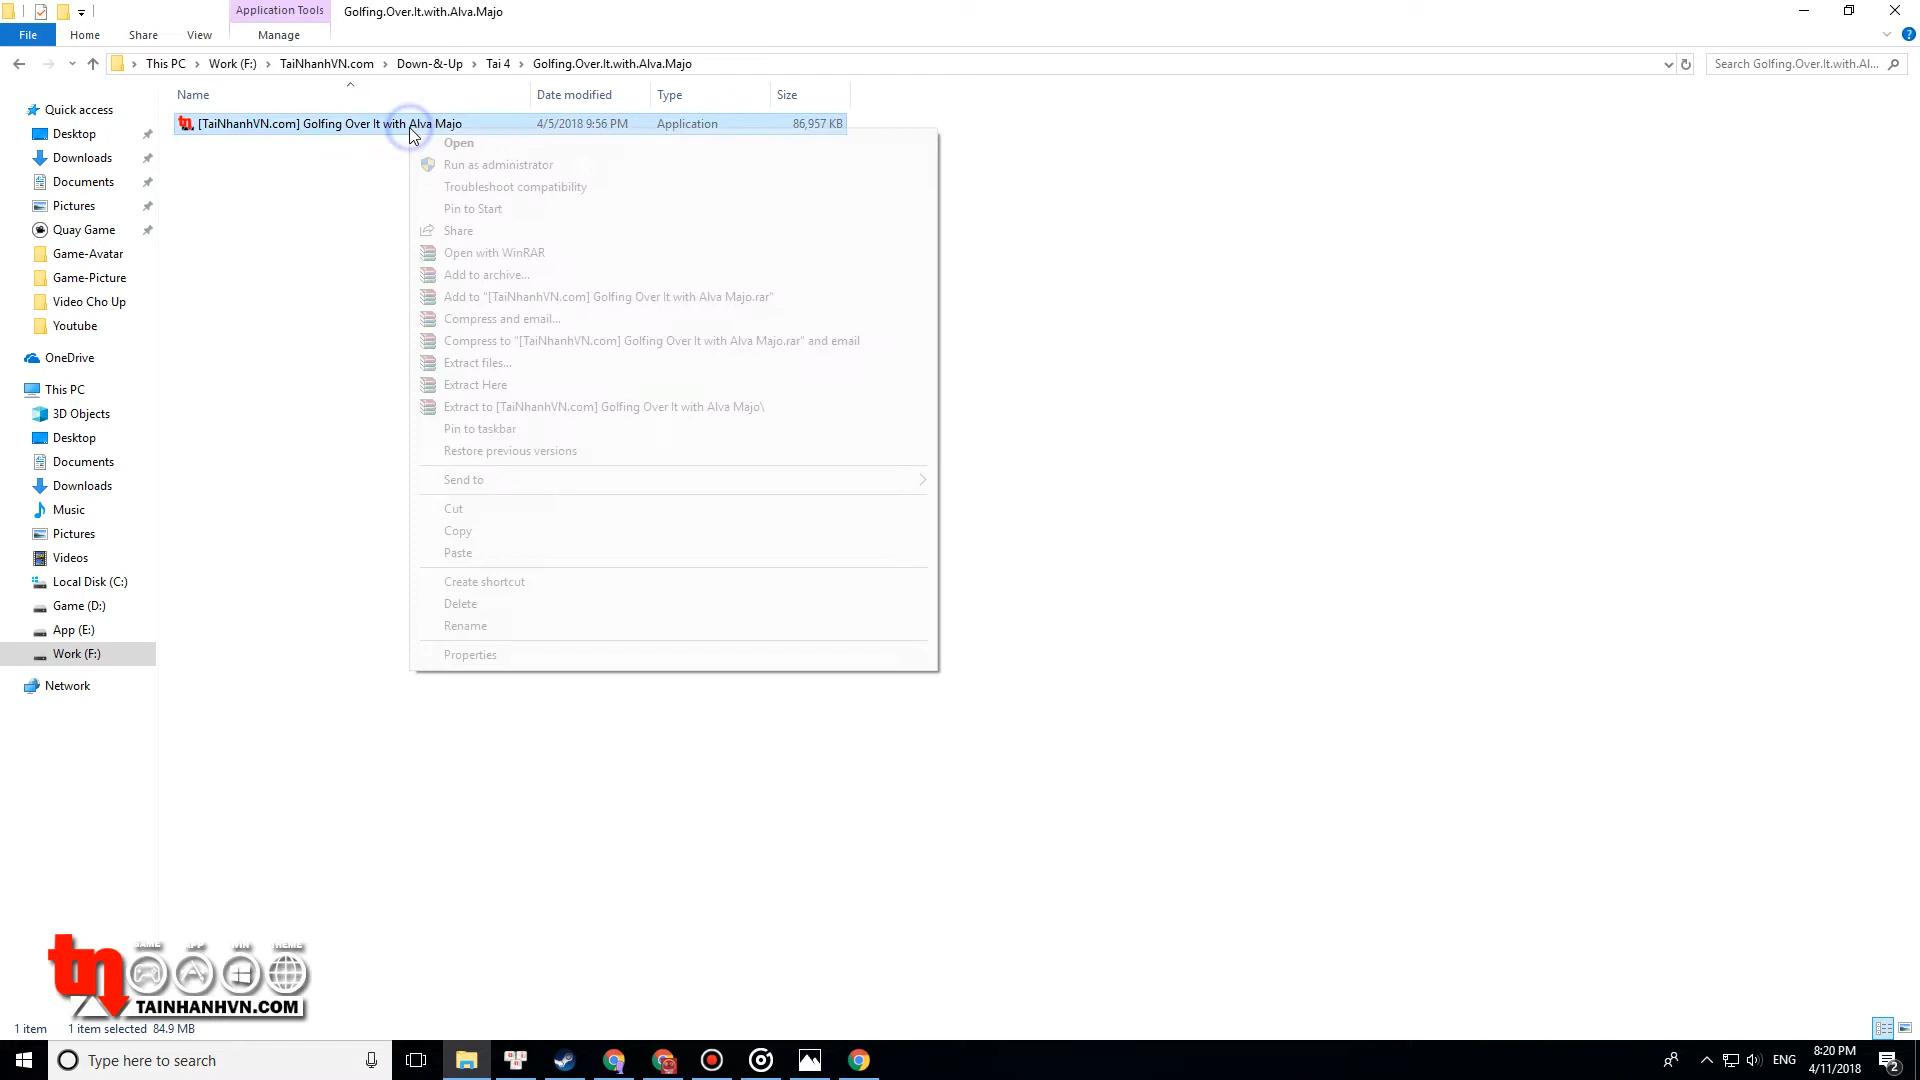 Application Tools
Golfing.Over.It.with.Alva.Majo
File
Home
Share
View
Manage
This PC
Work (F:)
TaiNhanhVN.com
Down-&-Up
Tai 4
Golfing.Over.It.with.Alva.Majo
Search Golfing.Over.It.with.Al...
Name
Date modified
Type
Size
[TaiNhanhVN.com] Golfing Over It with Alva Majo
4/5/2018 9:56 PM
Application
86,957 KB
Quick access
Desktop
Downloads
Documents
Pictures
Quay Game
Game-Avatar
Game-Picture
Video Cho Up
Youtube
OneDrive
This PC
3D Objects
Desktop
Documents
Downloads
Music
Pictures
Videos
Local Disk (C:)
Game (D:)
App (E:)
Work (F:)
Network
Open
Run as administrator
Troubleshoot compatibility
Pin to Start
Share
Open with WinRAR
Add to archive...
Add to "[TaiNhanhVN.com] Golfing Over It with Alva Majo.rar"
Compress and email...
Compress to "[TaiNhanhVN.com] Golfing Over It with Alva Majo.rar" and email
Extract files...
Extract Here
Extract to [TaiNhanhVN.com] Golfing Over It with Alva Majo\
Pin to taskbar
Restore previous versions
Send to
Cut
Copy
Paste
Create shortcut
Delete
Rename
Properties
GAME
APP
WIN
THEME
tn
TAINHANHVN.COM
1 item
1 item selected 84.9 MB
Type here to search
ENG
8:20 PM
4/11/2018
2